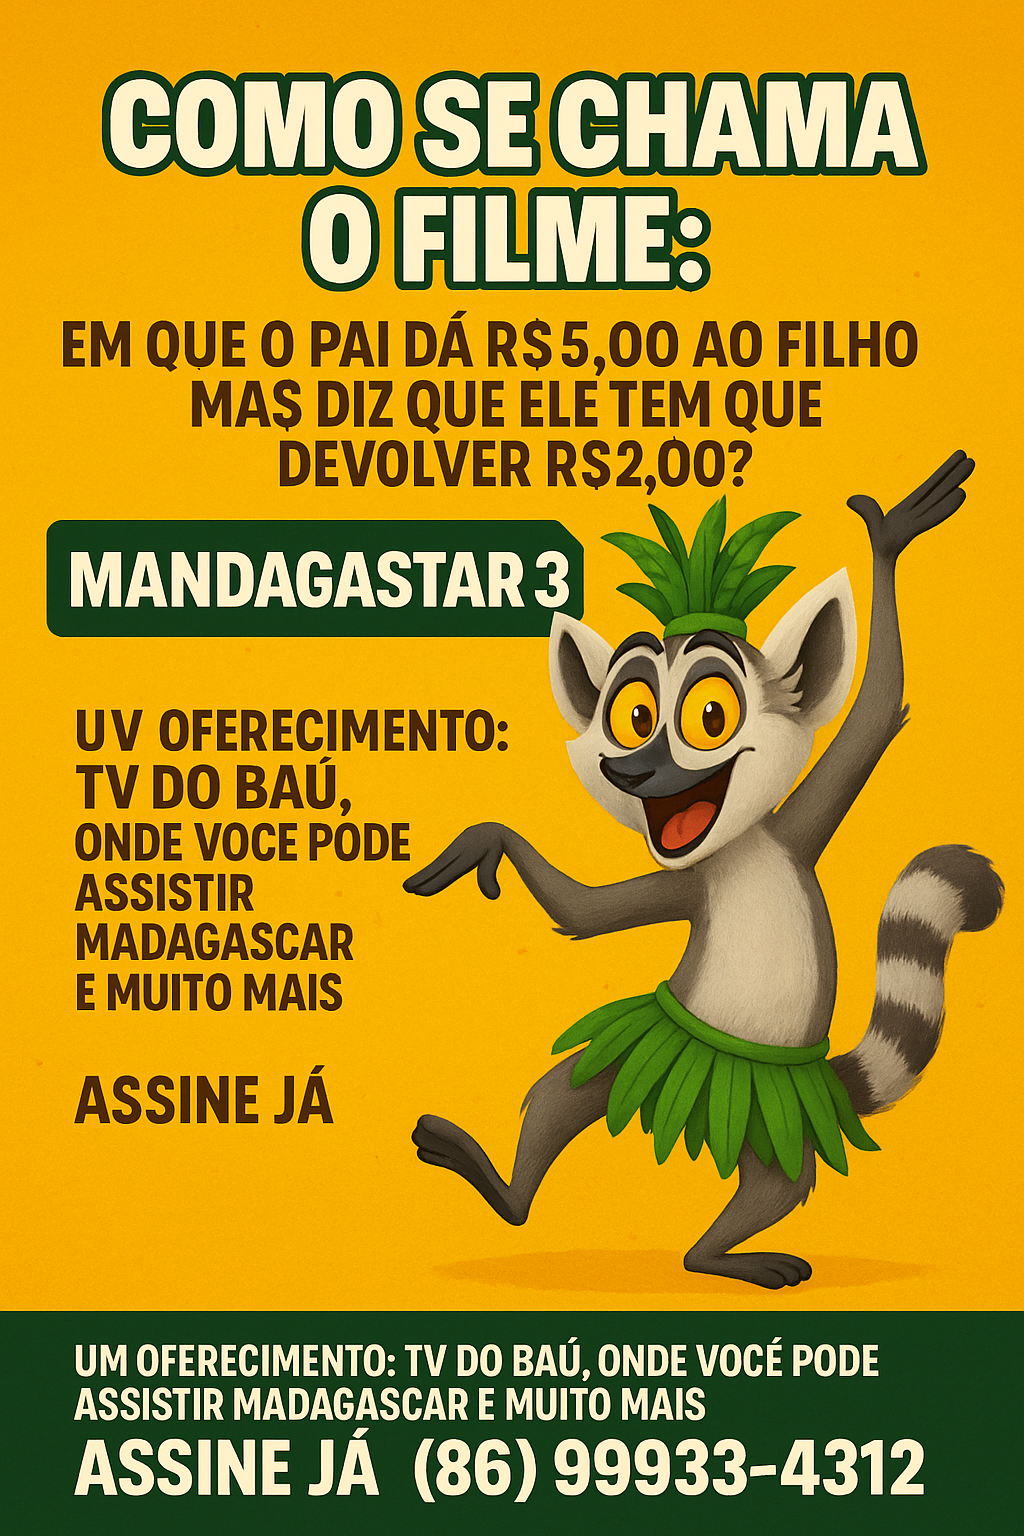 COMO SE CHAMA
O FILME:
EM QUE O PAI DÁ R$5,00 AO FILHO
MAS DIZ QUE ELE TEM QUE
DEVOLVER R$2,00?
MANDAGASTAR 3
UV OFERECIMENTO:
TV DO BAÚ,
ONDE VOCE PODE
ASSISTIR
MADAGASCAR
E MUITO MAIS
ASSINE JÁ
UM OFERECIMENTO: TV DO BAÚ, ONDE VOCÉ PODE
ASSISTIR MADAGASCAR E MUITO MAIS
ASSINE JÁ (86) 99933-4312